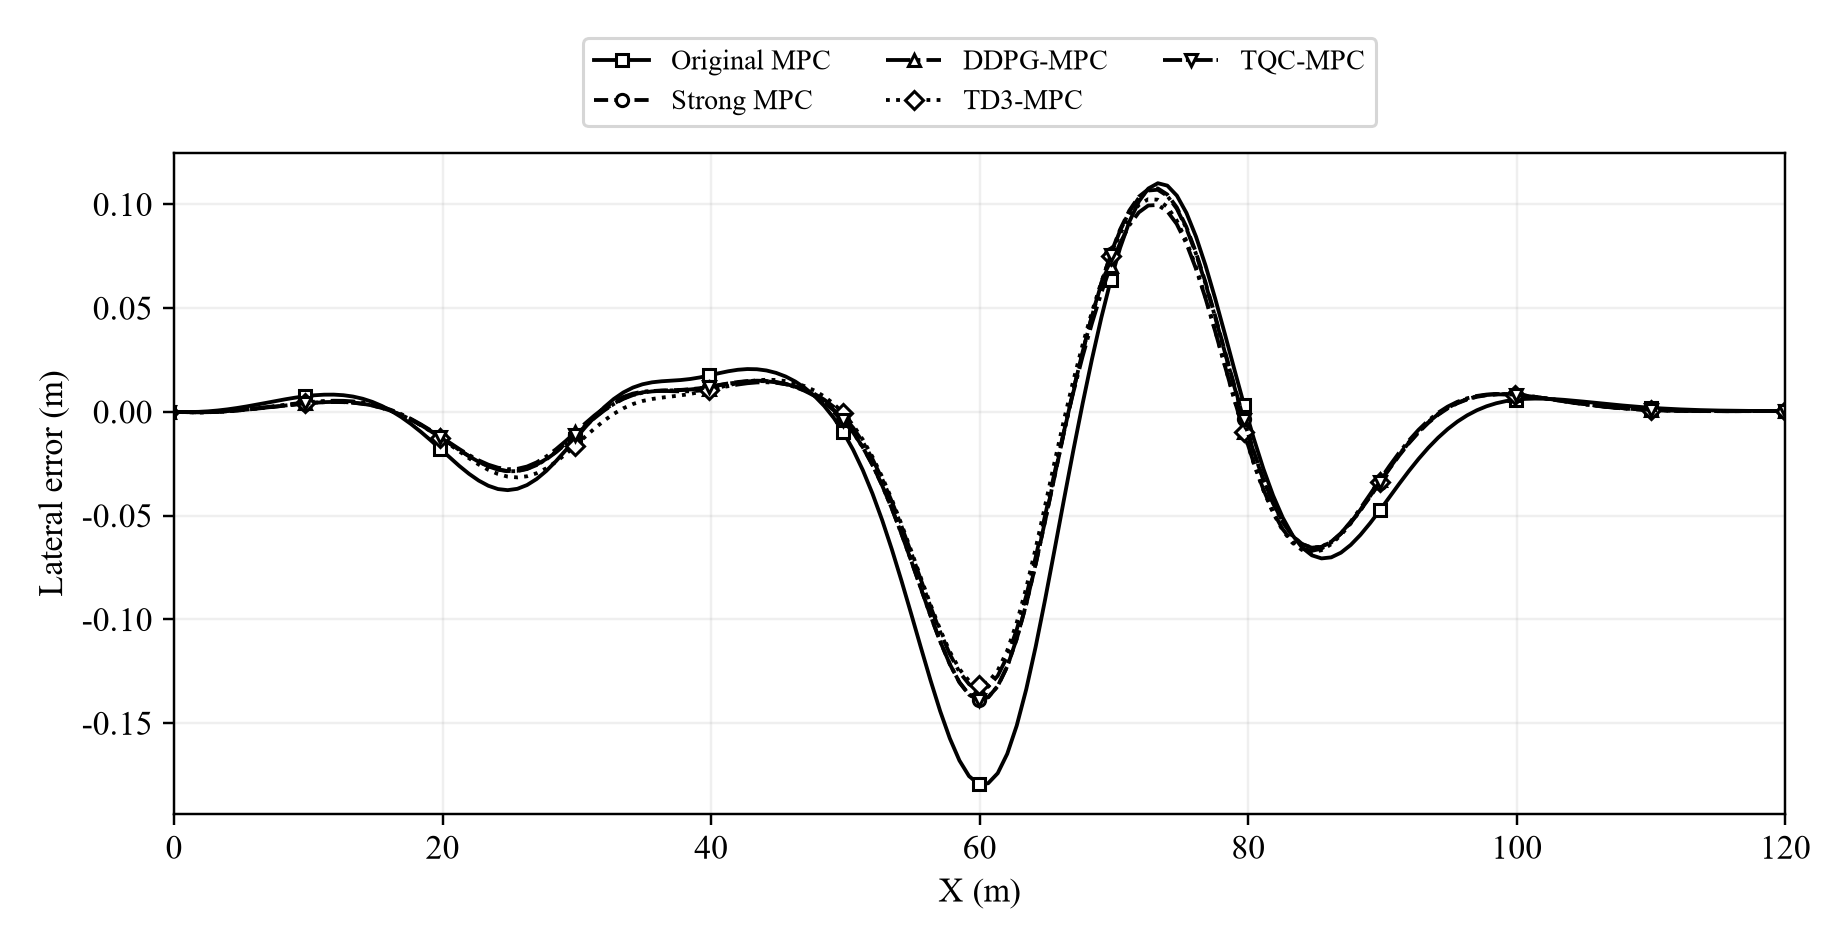 Original MPC
Strong MPC
DDPG-MPC
TD3-MPC
TQC-MPC
Lateral error (m)
0.10
0.05
0.00
-0.05
-0.10
-0.15
0 20 40 60 80 100 120
X (m)